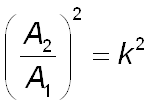 (A₂/A₁)² = k²